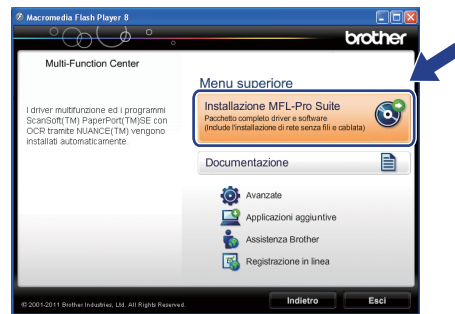 Macromedia Flash Player 8
brother
Multi-Function Center
Menu superiore
I driver multifunzione ed i programmi
ScanSoft(TM) PaperPort(TM)SE con
OCR tramite NUANCE(TM) vengono
installati automaticamente.
Installazione MFL-Pro Suite
Pacchetto completo driver e software
(Include l'installazione di rete senza fili e cablata)
Documentazione
Avanzate
Applicazioni aggiuntive
Assistenza Brother
Registrazione in linea
© 2001-2011 Brother Industries, Ltd. All Rights Reserved.
Indietro
Esci